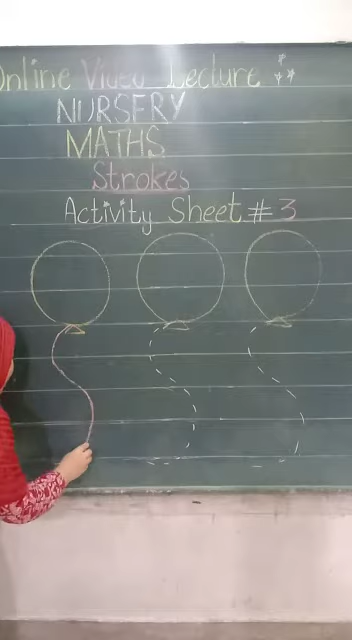 Online Video Lecture
NURSERY
MATHS
Strokes
Activity Sheet # 3